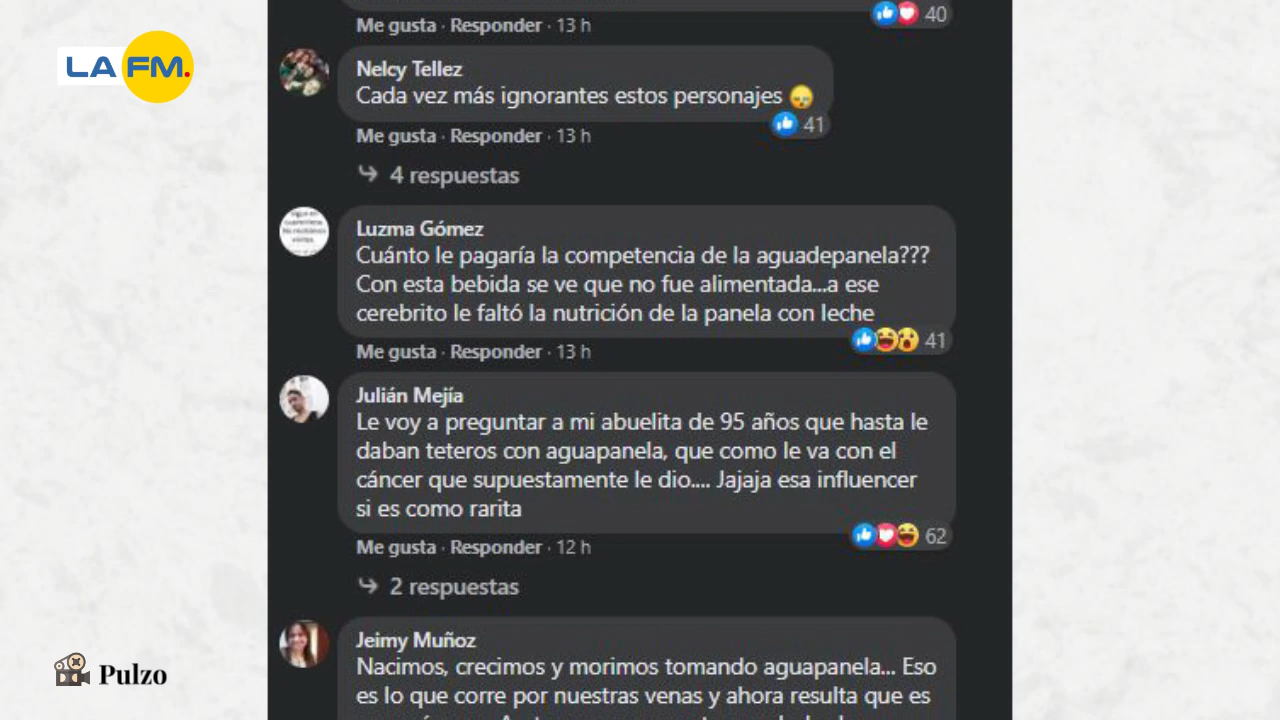 LA FM.
Me gusta · Responder · 13 h
40
Nelcy Tellez
Cada vez más ignorantes estos personajes
41
Me gusta · Responder · 13 h
4 respuestas
Luzma Gómez
Cuánto le pagaría la competencia de la aguadepanela???
Con esta bebida se ve que no fue alimentada...a ese
cerebrito le faltó la nutrición de la panela con leche
41
Me gusta · Responder · 13 h
Julián Mejía
Le voy a preguntar a mi abuelita de 95 años que hasta le
daban teteros con aguapanela, que como le va con el
cáncer que supuestamente le dio.... Jajaja esa influencer
si es como rarita
62
Me gusta · Responder · 12 h
2 respuestas
Jeimy Muñoz
Nacimos, crecimos y morimos tomando aguapanela... Eso
es lo que corre por nuestras venas y ahora resulta que es
Pulzo